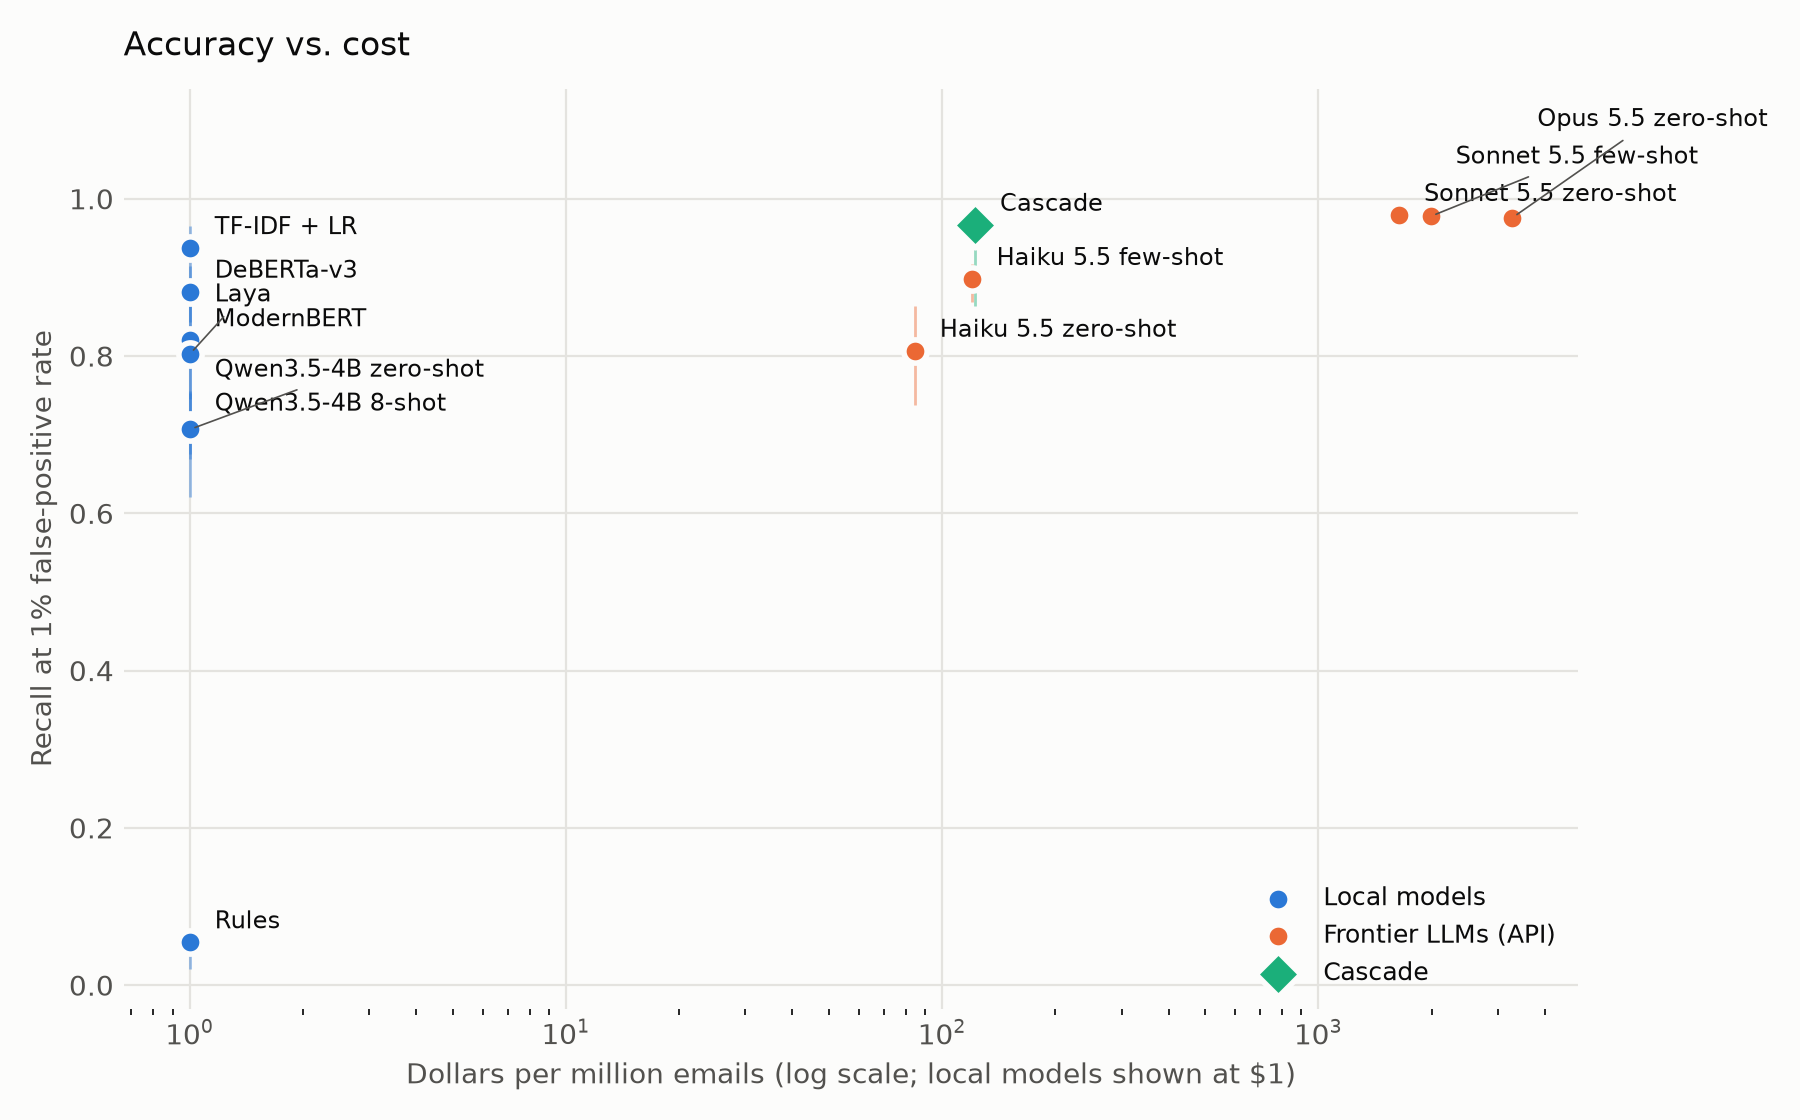 Accuracy vs. cost
Opus 5.5 zero-shot
Sonnet 5.5 few-shot
Sonnet 5.5 zero-shot
Cascade
TF-IDF + LR
Haiku 5.5 few-shot
DeBERTa-v3
Laya
ModernBERT
Haiku 5.5 zero-shot
Qwen3.5-4B zero-shot
Qwen3.5-4B 8-shot
Rules
1.0
0.8
0.6
0.4
0.2
0.0
Recall at 1% false-positive rate
Local models
Frontier LLMs (API)
Cascade
10⁰ 10¹ 10² 10³
Dollars per million emails (log scale; local models shown at $1)